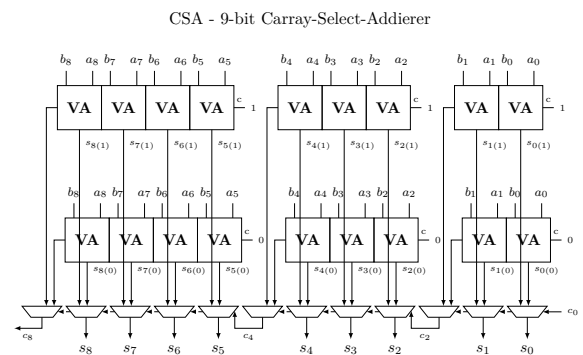 CSA - 9-bit Carray-Select-Addierer
b8 a8 b7 a7 b6 a6 b5 a5 b4 a4 b3 a3 b2 a2 b1 a1 b0 a0
VA VA VA VA c 1 VA VA VA c 1 VA VA c 1
s8(1) s7(1) s6(1) s5(1) s4(1) s3(1) s2(1) s1(1) s0(1)
b8 a8 b7 a7 b6 a6 b5 a5 b4 a4 b3 a3 b2 a2 b1 a1 b0 a0
VA VA VA VA c 0 VA VA VA c 0 VA VA c 0
s8(0) s7(0) s6(0) s5(0) s4(0) s3(0) s2(0) s1(0) s0(0)
c0
c8 c4 c2
s8 s7 s6 s5 s4 s3 s2 s1 s0